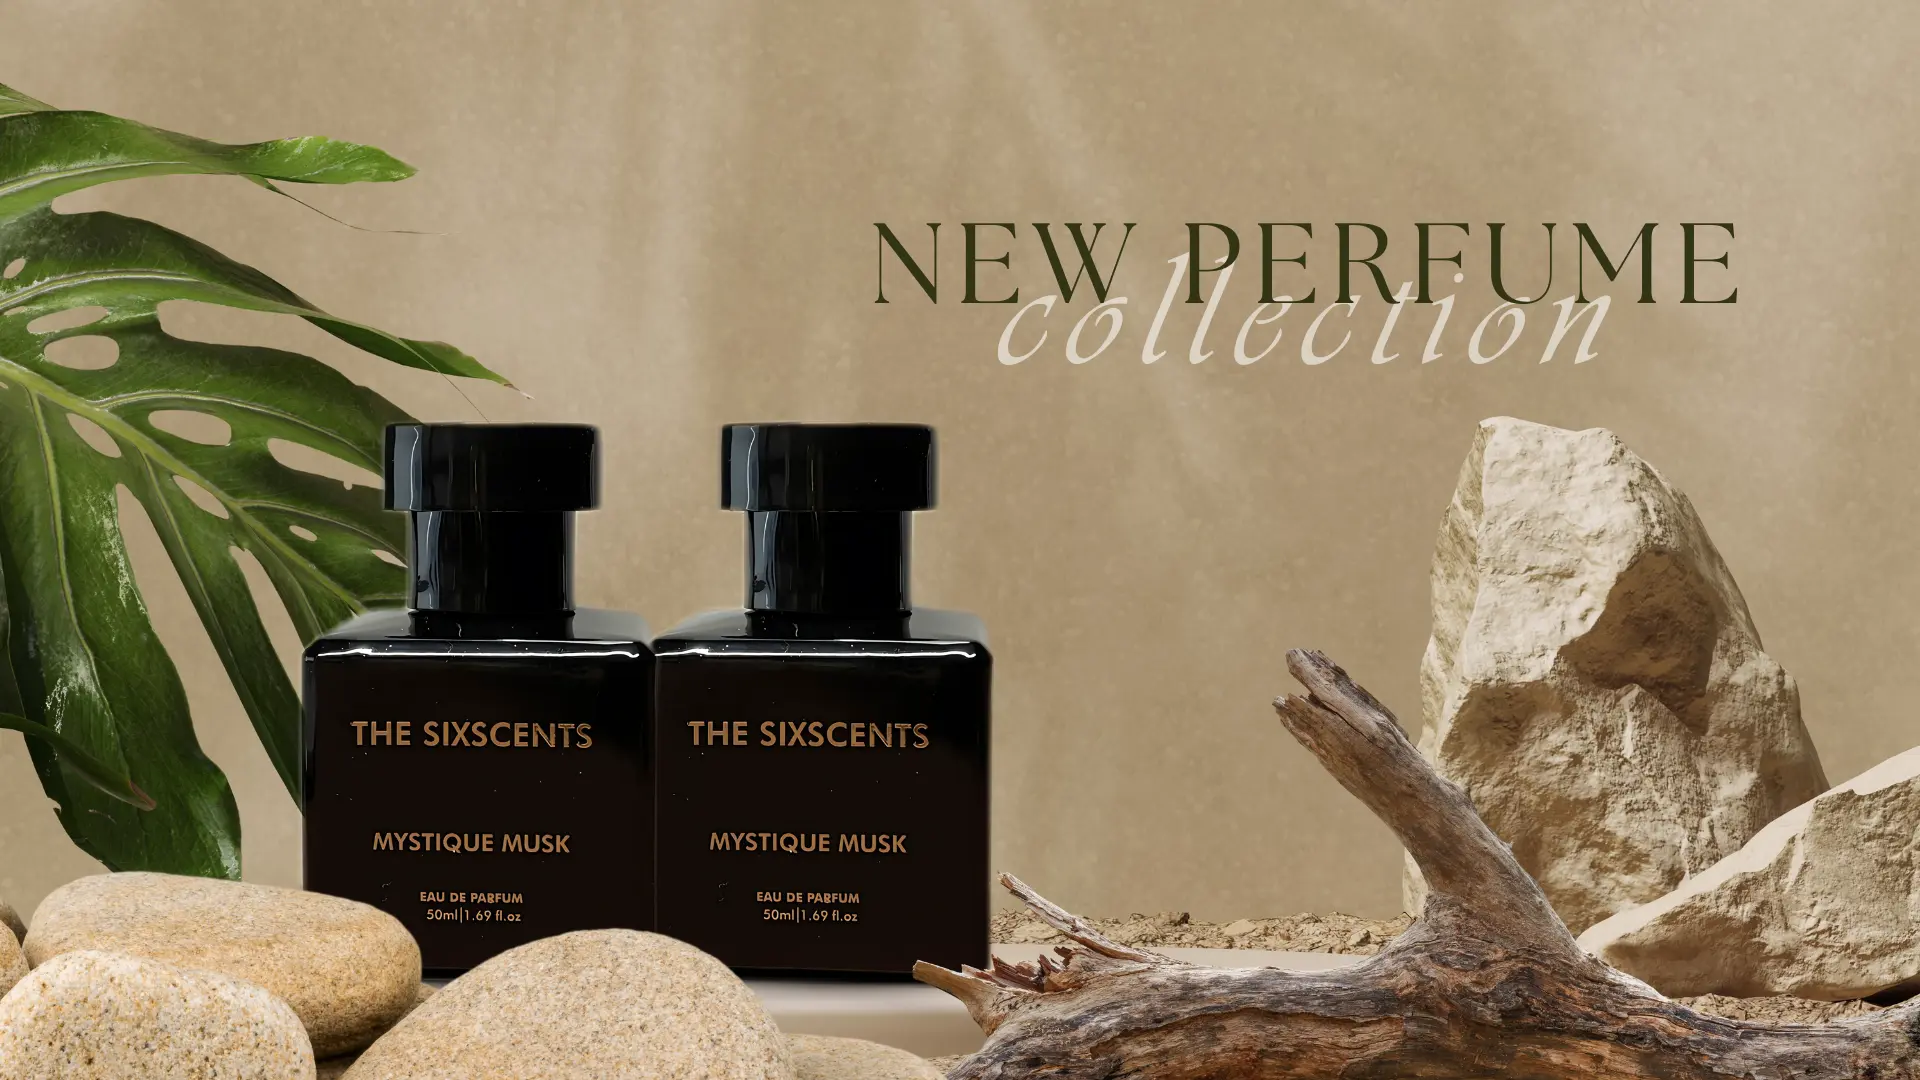 NEW PERFUME
collection
THE SIXSCENTS
MYSTIQUE MUSK
EAU DE PARFUM
50ml|1.69 fl.oz
THE SIXSCENTS
MYSTIQUE MUSK
EAU DE PARFUM
50ml|1.69 fl.oz